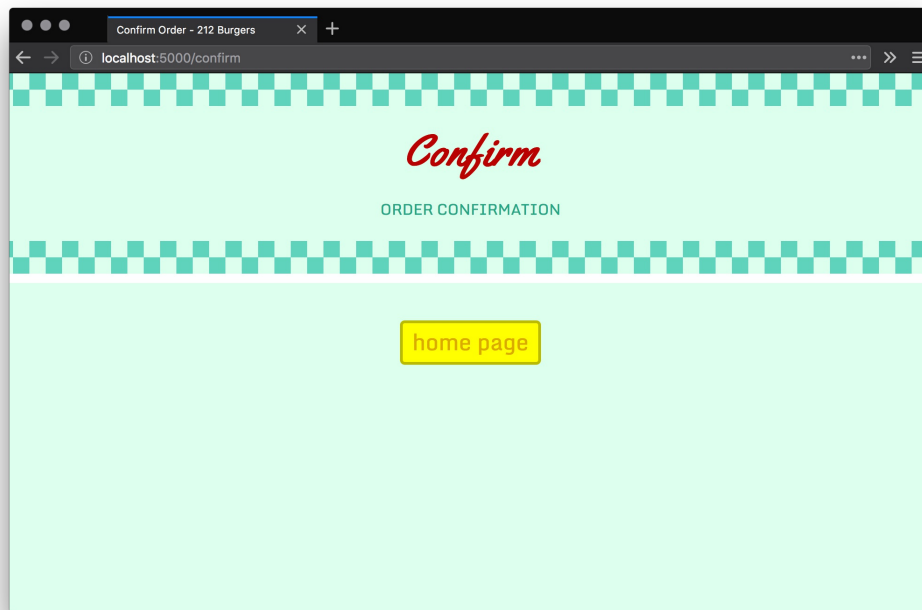 Confirm Order - 212 Burgers
localhost:5000/confirm
Confirm
ORDER CONFIRMATION
home page